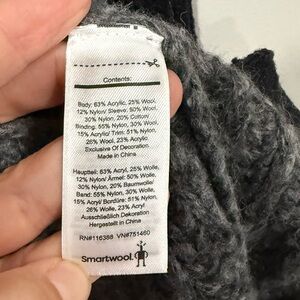 Contents:
Body: 63% Acrylic, 25% Wool,
12% Nylon/ Sleeve: 50% Wool,
30% Nylon, 20% Cotton/
Binding: 55% Nylon, 30% Wool,
15% Acrylic/ Trim: 51% Nylon,
26% Wool, 23% Acrylic
Exclusive Of Decoration
Made in China
Hauptteil: 63% Acryl, 25% Wolle,
12% Nylon/ Ärmel: 50% Wolle,
30% Nylon, 20% Baumwolle/
Band: 55% Nylon, 30% Wolle,
15% Acryl/ Bordüre: 51% Nylon,
26% Wolle, 23% Acryl
Ausschließlich Dekoration
Hergestellt in China
RN#116388 VN#751460
Smartwool